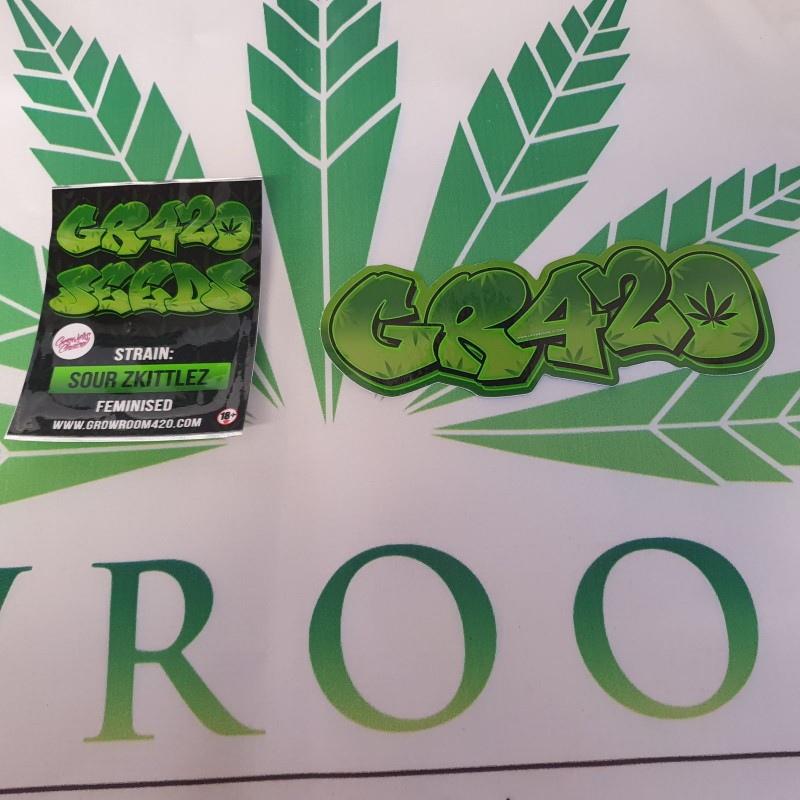 GR420
SEEDS
STRAIN:
SOUR ZKITTLEZ
FEMINISED
18+
WWW.GROWROOM420.COM
GR420
ROO